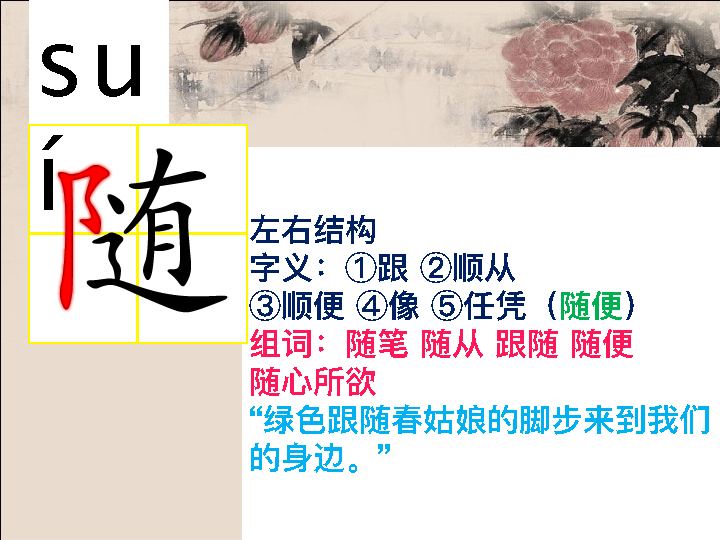 su
í
随
左右结构
字义：①跟 ②顺从
③顺便 ④像 ⑤任凭（随便）
组词：随笔 随从 跟随 随便
随心所欲
“绿色跟随春姑娘的脚步来到我们
的身边。”